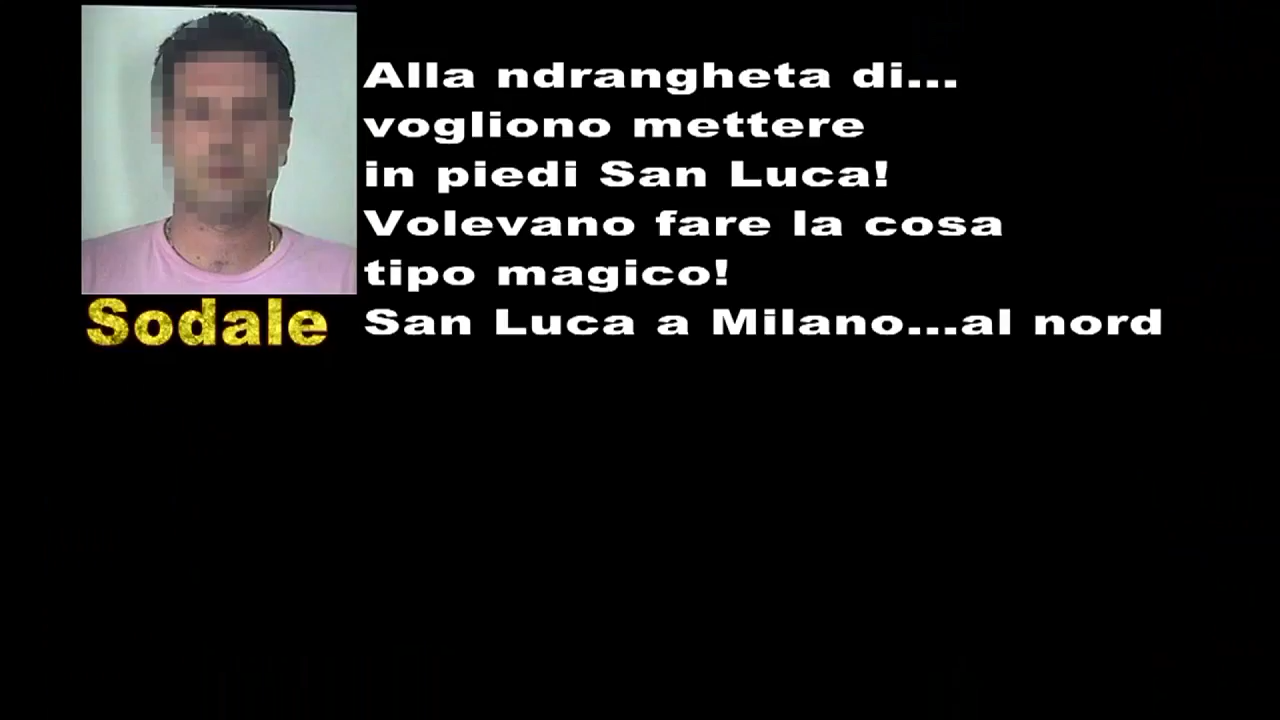 Alla ndrangheta di...
vogliono mettere
in piedi San Luca!
Volevano fare la cosa
tipo magico!
San Luca a Milano...al nord
Sodale